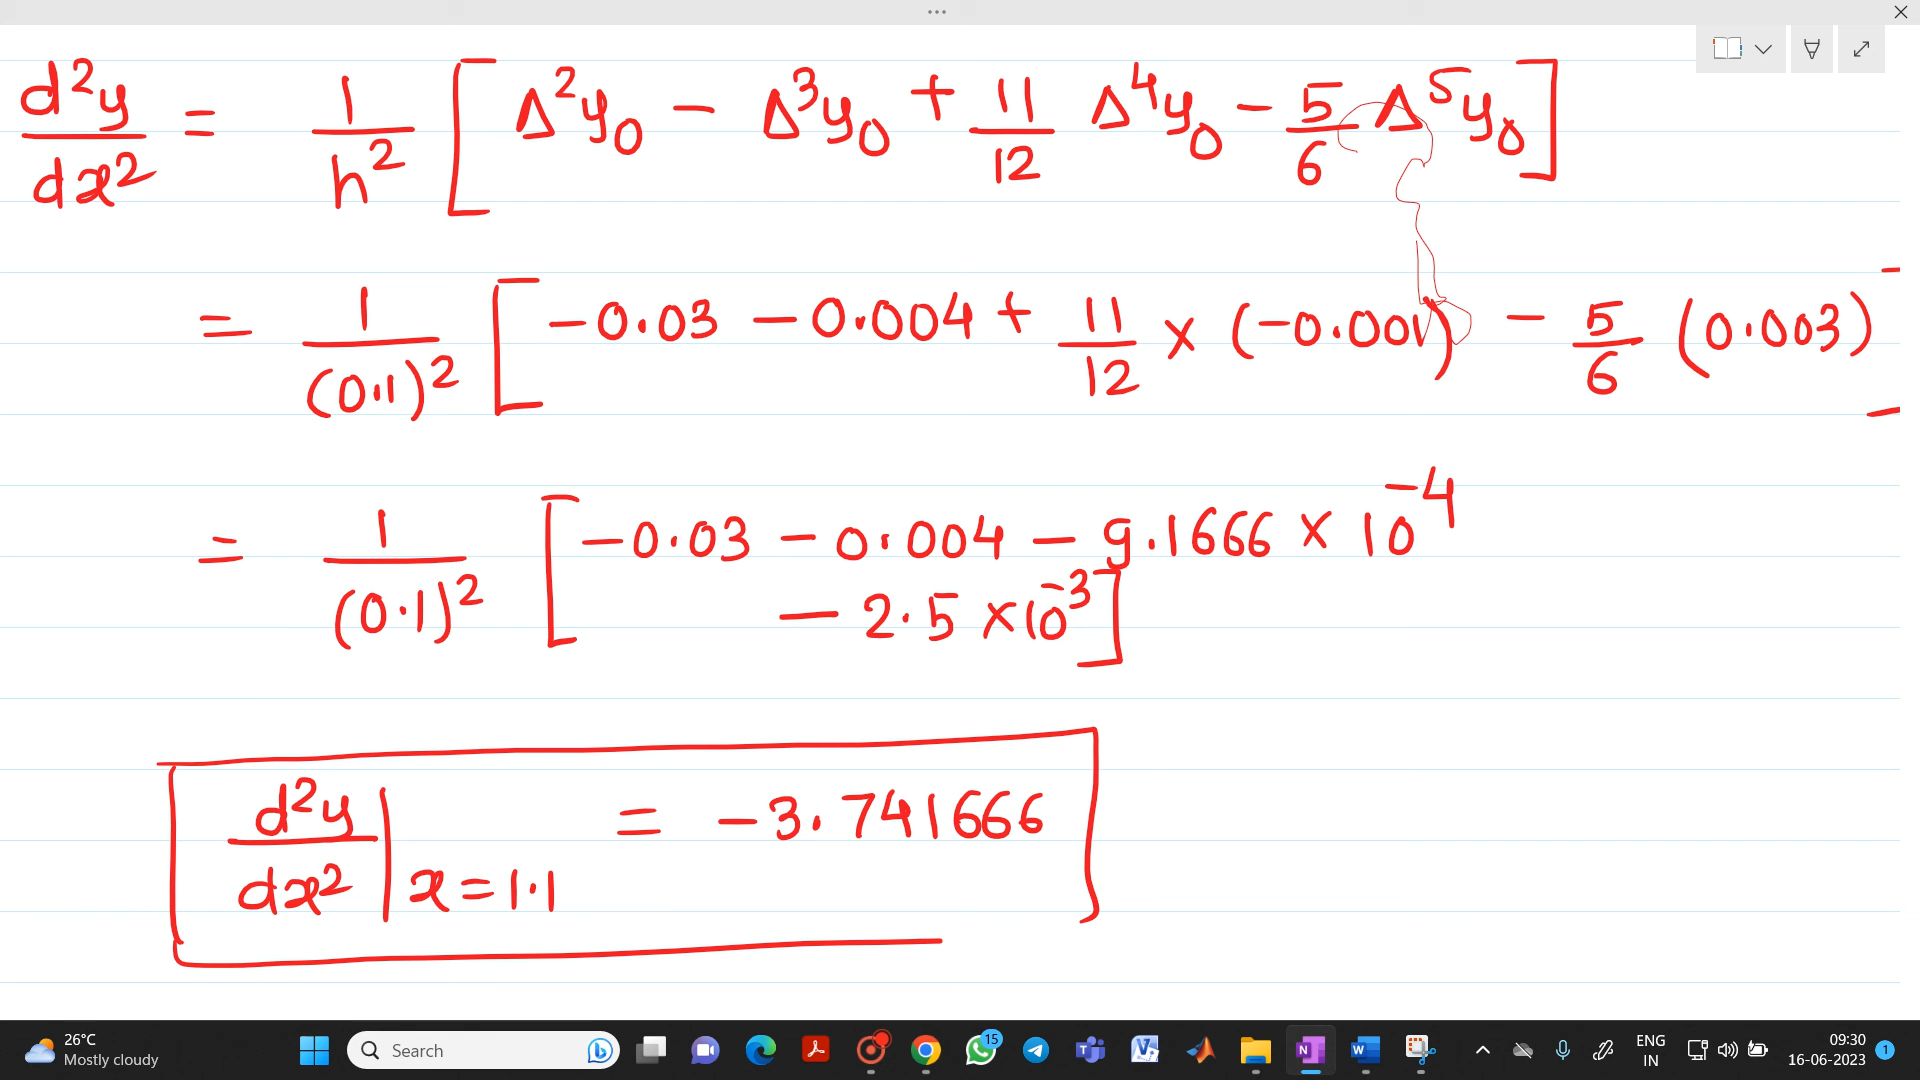 d²y/dx² = 1/h² [ Δ²y₀ − Δ³y₀ + 11/12 Δ⁴y₀ − 5/6 Δ⁵y₀ ]
= 1/(0.1)² [ −0.03 − 0.004 + 11/12 × (−0.001) − 5/6 (0.003)
= 1/(0.1)² [ −0.03 − 0.004 − 9.1666 × 10⁻⁴
− 2.5 × 10⁻³ ]
d²y/dx² | x = 1.1 = −3.741666
26°C
Mostly cloudy
Search
15
ENG
IN
09:30
16-06-2023
1